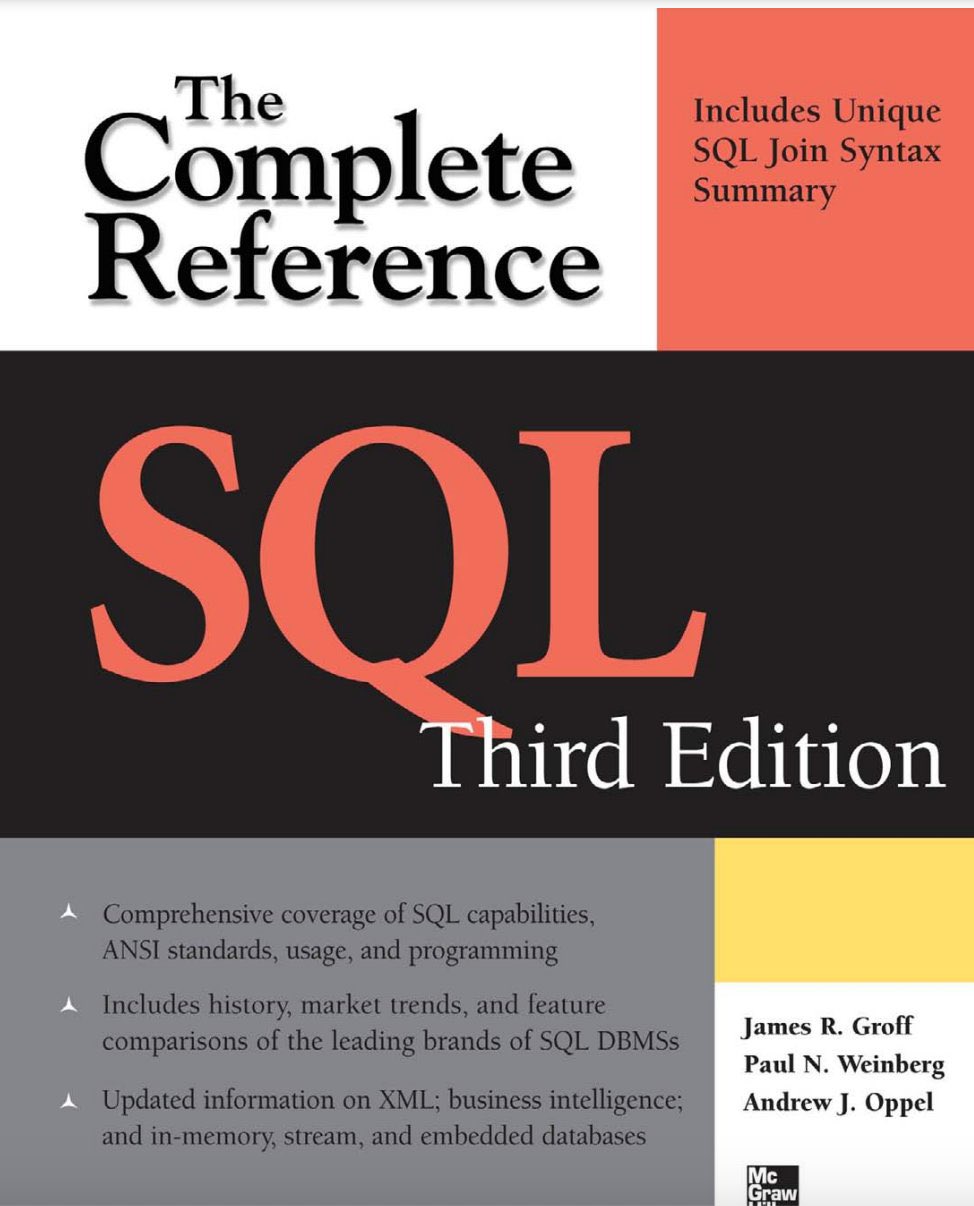 The
Complete
Reference
Includes Unique
SQL Join Syntax
Summary
SQL
Third Edition
Comprehensive coverage of SQL capabilities,
ANSI standards, usage, and programming
Includes history, market trends, and feature
comparisons of the leading brands of SQL DBMSs
Updated information on XML; business intelligence;
and in-memory, stream, and embedded databases
James R. Groff
Paul N. Weinberg
Andrew J. Oppel
Mc
Graw
Hill